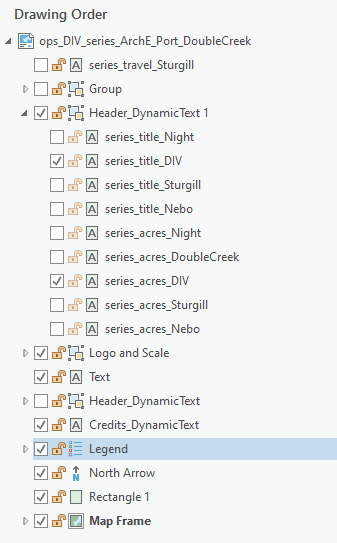 Drawing Order
ops_DIV_series_ArchE_Port_DoubleCreek
series_travel_Sturgill
Group
Header_DynamicText 1
series_title_Night
series_title_DIV
series_title_Sturgill
series_title_Nebo
series_acres_Night
series_acres_DoubleCreek
series_acres_DIV
series_acres_Sturgill
series_acres_Nebo
Logo and Scale
Text
Header_DynamicText
Credits_DynamicText
Legend
North Arrow
Rectangle 1
Map Frame